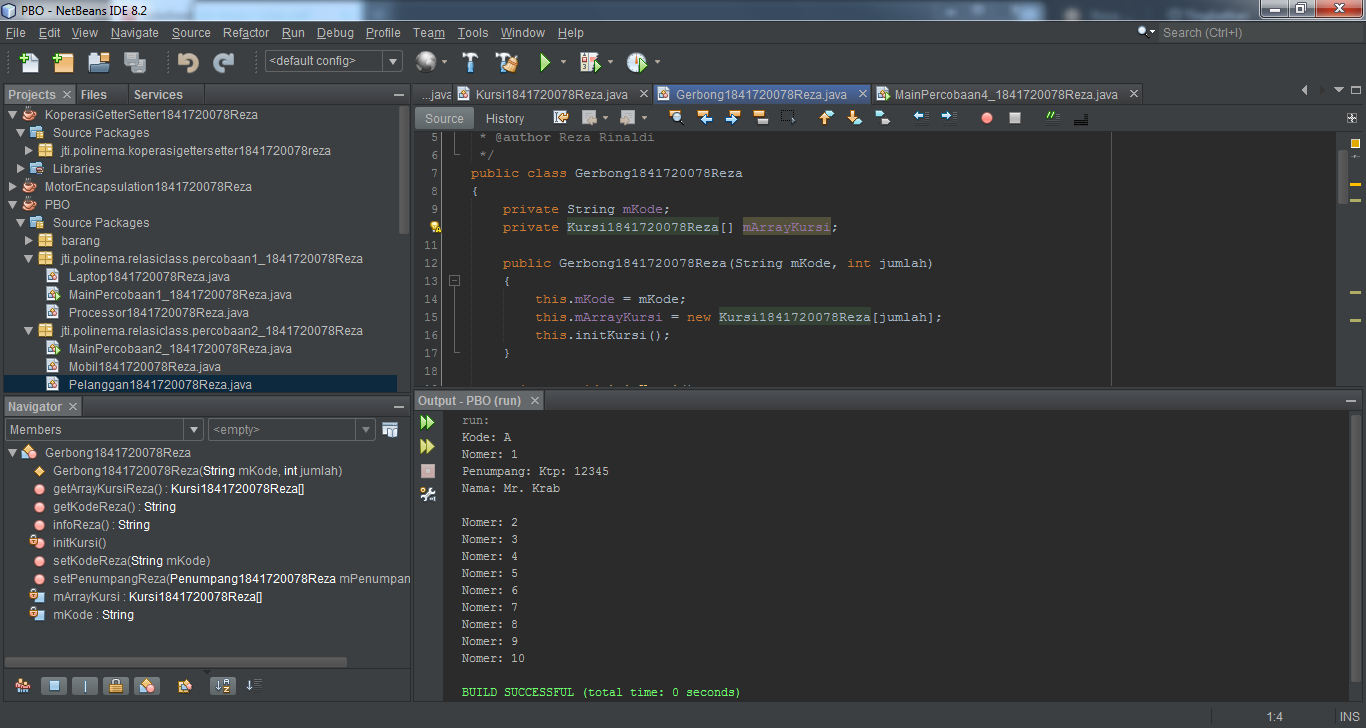 PBO - NetBeans IDE 8.2
File Edit View Navigate Source Refactor Run Debug Profile Team Tools Window Help
Search (Ctrl+I)
<default config>
Projects Files Services
KoperasiGetterSetter1841720078Reza
Source Packages
jti.polinema.koperasigettersetter1841720078reza
Libraries
MotorEncapsulation1841720078Reza
PBO
Source Packages
barang
jti.polinema.relasiclass.percobaan1_1841720078Reza
Laptop1841720078Reza.java
MainPercobaan1_1841720078Reza.java
Processor1841720078Reza.java
jti.polinema.relasiclass.percobaan2_1841720078Reza
MainPercobaan2_1841720078Reza.java
Mobil1841720078Reza.java
Pelanggan1841720078Reza.java
Navigator
Members
<empty>
Gerbong1841720078Reza
Gerbong1841720078Reza(String mKode, int jumlah)
getArrayKursiReza() : Kursi1841720078Reza[]
getKodeReza() : String
infoReza() : String
initKursi()
setKodeReza(String mKode)
setPenumpangReza(Penumpang1841720078Reza mPenumpan
mArrayKursi : Kursi1841720078Reza[]
mKode : String
...java Kursi1841720078Reza.java Gerbong1841720078Reza.java MainPercobaan4_1841720078Reza.java
Source History
5 * @author Reza Rinaldi
6 */
7 public class Gerbong1841720078Reza
8 {
9 private String mKode;
private Kursi1841720078Reza[] mArrayKursi;
11
12 public Gerbong1841720078Reza(String mKode, int jumlah)
13 {
14 this.mKode = mKode;
15 this.mArrayKursi = new Kursi1841720078Reza[jumlah];
16 this.initKursi();
17 }
18
Output - PBO (run)
run:
Kode: A
Nomer: 1
Penumpang: Ktp: 12345
Nama: Mr. Krab
Nomer: 2
Nomer: 3
Nomer: 4
Nomer: 5
Nomer: 6
Nomer: 7
Nomer: 8
Nomer: 9
Nomer: 10
BUILD SUCCESSFUL (total time: 0 seconds)
1:4 INS